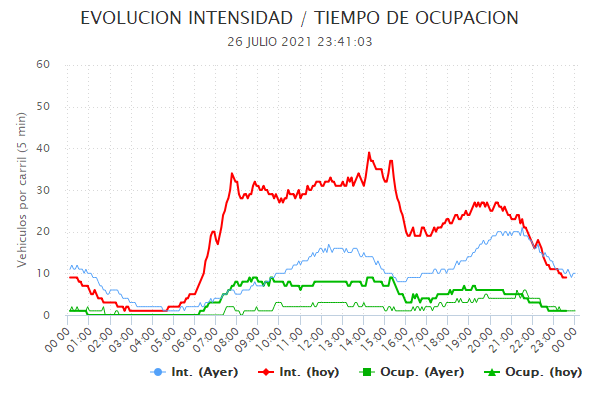 EVOLUCION INTENSIDAD / TIEMPO DE OCUPACION
26 JULIO 2021 23:41:03
Vehiculos por carril (5 min)
60
50
40
30
20
10
0
00:00 01:00 02:00 03:00 04:00 05:00 06:00 07:00 08:00 09:00 10:00 11:00 12:00 13:00 14:00 15:00 16:00 17:00 18:00 19:00 20:00 21:00 22:00 23:00 00:00
Int. (Ayer) Int. (hoy) Ocup. (Ayer) Ocup. (hoy)